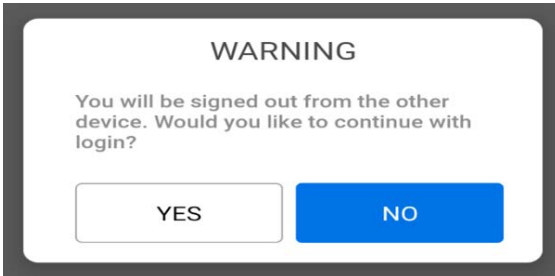 WARNING
You will be signed out from the other
device. Would you like to continue with
login?
YES NO